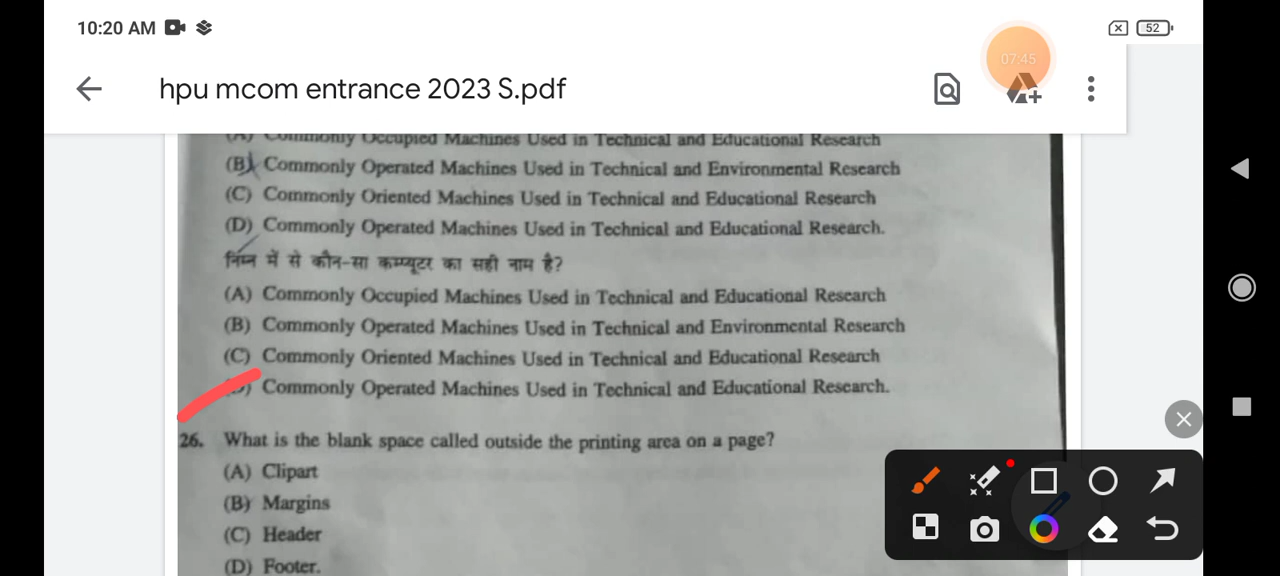 10:20 AM
52
07:45
hpu mcom entrance 2023 S.pdf
(A) Commonly Occupied Machines Used in Technical and Educational Research
(B) Commonly Operated Machines Used in Technical and Environmental Research
(C) Commonly Oriented Machines Used in Technical and Educational Research
(D) Commonly Operated Machines Used in Technical and Educational Research.
निम्न में से कौन-सा कम्प्यूटर का सही नाम है?
(A) Commonly Occupied Machines Used in Technical and Educational Research
(B) Commonly Operated Machines Used in Technical and Environmental Research
(C) Commonly Oriented Machines Used in Technical and Educational Research
(D) Commonly Operated Machines Used in Technical and Educational Research.
26. What is the blank space called outside the printing area on a page?
(A) Clipart
(B) Margins
(C) Header
(D) Footer.